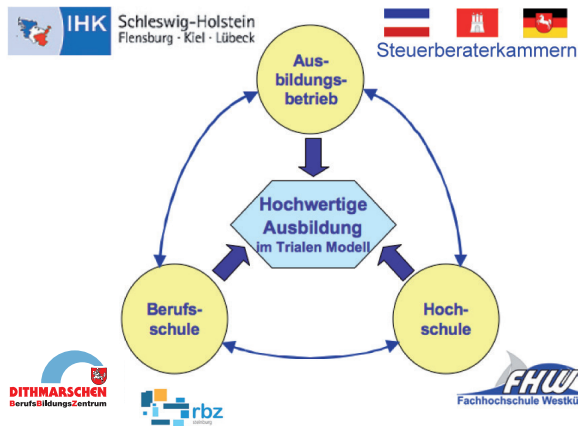 IHK
Schleswig-Holstein
Flensburg · Kiel · Lübeck
Steuerberaterkammern
Aus-
bildungs-
betrieb
Hochwertige
Ausbildung
im Trialen Modell
Berufs-
schule
Hoch-
schule
DITHMARSCHEN
BerufsBildungsZentrum
rbz
FHW
Fachhochschule Westkü